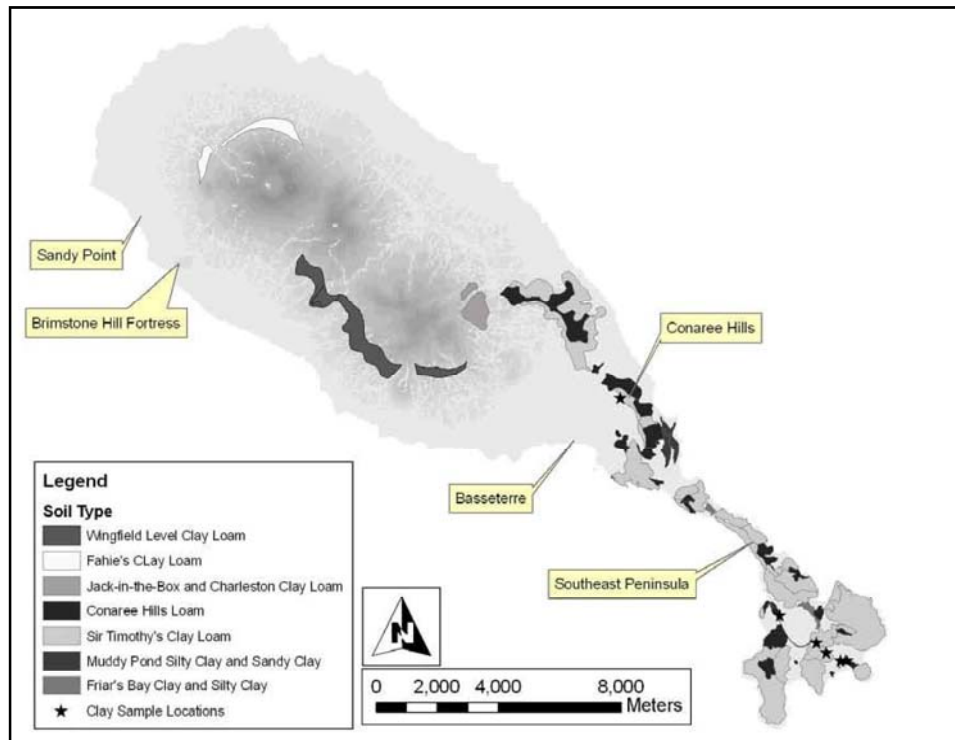 Sandy Point
Brimstone Hill Fortress
Conaree Hills
Basseterre
Southeast Peninsula
Legend
Soil Type
Wingfield Level Clay Loam
Fahie's CLay Loam
Jack-in-the-Box and Charleston Clay Loam
Conaree Hills Loam
Sir Timothy's Clay Loam
Muddy Pond Silty Clay and Sandy Clay
Friar's Bay Clay and Silty Clay
Clay Sample Locations
N
0 2,000 4,000 8,000
Meters